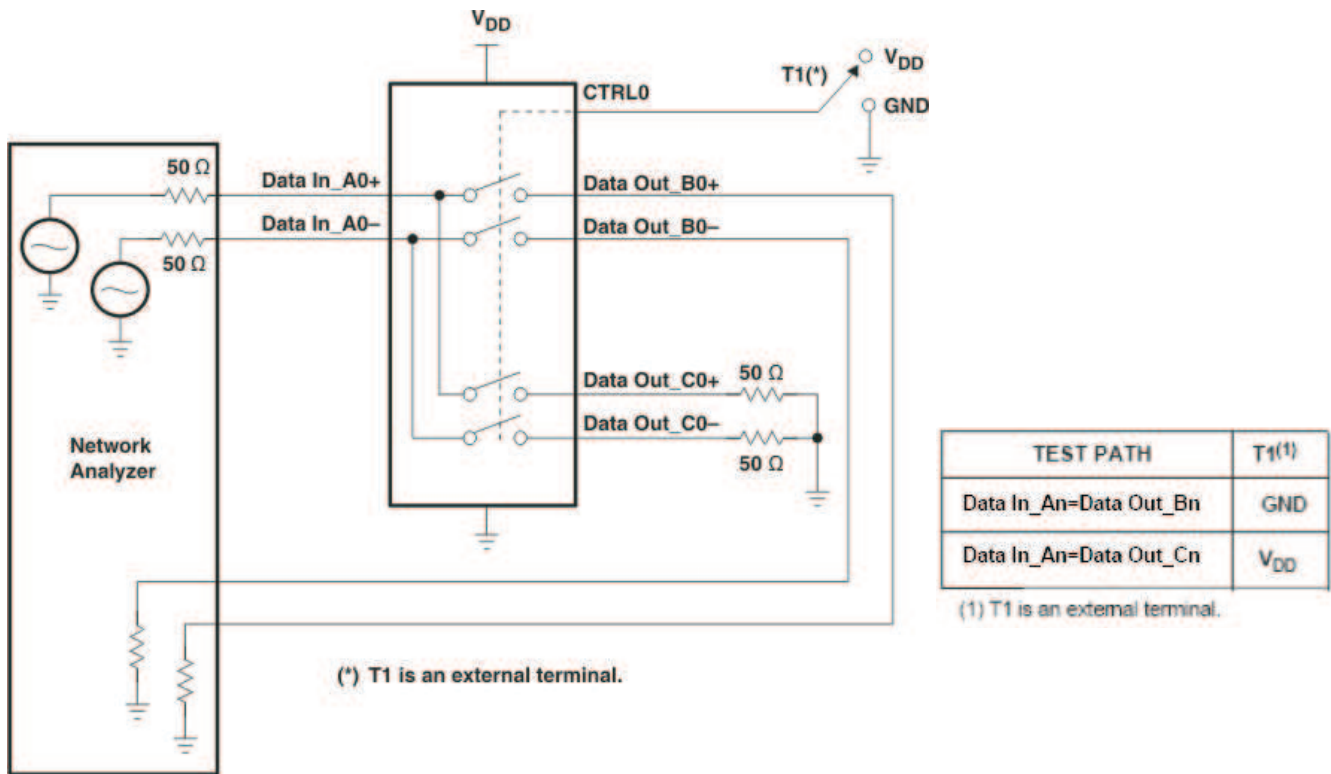 VDD
T1(*)
VDD
GND
CTRL0
50 Ω
Data In_A0+
Data Out_B0+
Data In_A0–
Data Out_B0–
50 Ω
Data Out_C0+
50 Ω
Data Out_C0–
50 Ω
Network
Analyzer
TEST PATH T1(1)
Data In_An=Data Out_Bn GND
Data In_An=Data Out_Cn VDD
(1) T1 is an external terminal.
(*) T1 is an external terminal.